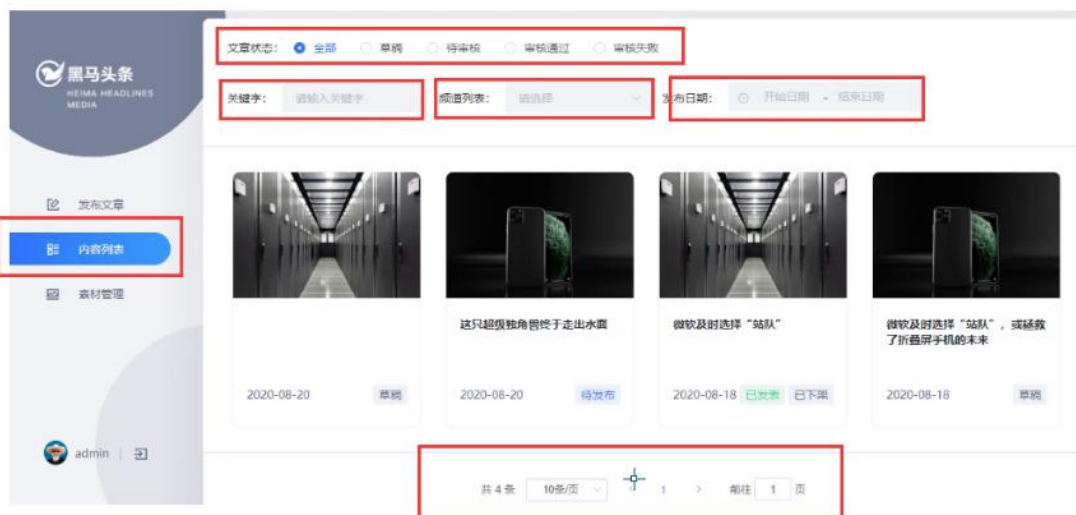 黑马头条
HEIMA HEADLINES
MEDIA
发布文章
内容列表
素材管理
admin
文章状态： 全部 草稿 待审核 审核通过 审核失败
关键字： 请输入关键字 频道列表： 请选择 发布日期： 开始日期 - 结束日期
这只超级独角兽终于走出水面
微软及时选择“站队”
微软及时选择“站队”，或拯救
了折叠屏手机的未来
2020-08-20 草稿
2020-08-20 待发布
2020-08-18 已发表 已下架
2020-08-18 草稿
共 4 条 10条/页 1 前往 1 页